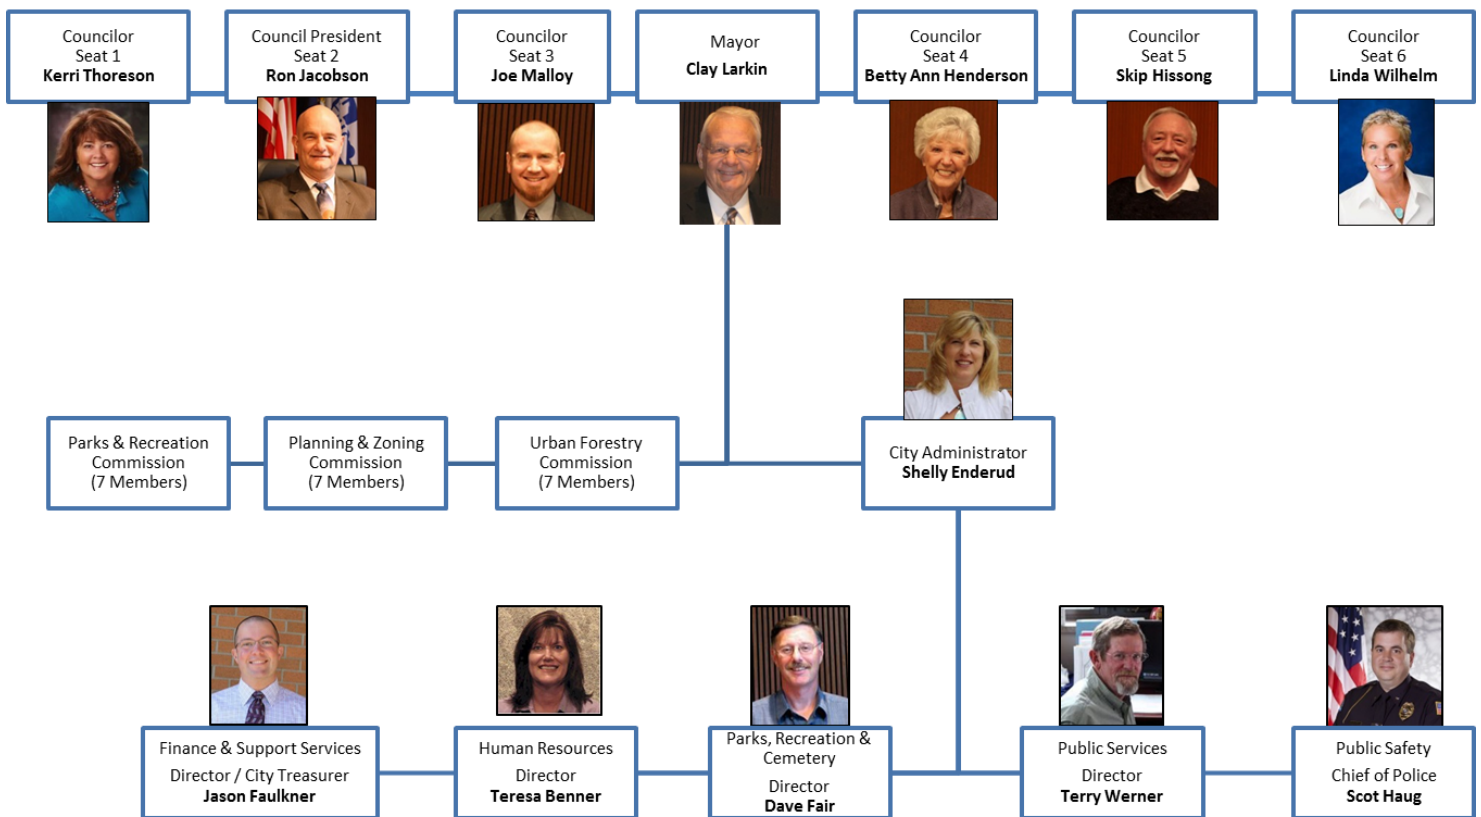 Councilor
Seat 1
Kerri Thoreson
Council President
Seat 2
Ron Jacobson
Councilor
Seat 3
Joe Malloy
Mayor
Clay Larkin
Councilor
Seat 4
Betty Ann Henderson
Councilor
Seat 5
Skip Hissong
Councilor
Seat 6
Linda Wilhelm
Parks & Recreation
Commission
(7 Members)
Planning & Zoning
Commission
(7 Members)
Urban Forestry
Commission
(7 Members)
City Administrator
Shelly Enderud
Finance & Support Services
Director / City Treasurer
Jason Faulkner
Human Resources
Director
Teresa Benner
Parks, Recreation &
Cemetery
Director
Dave Fair
Public Services
Director
Terry Werner
Public Safety
Chief of Police
Scot Haug